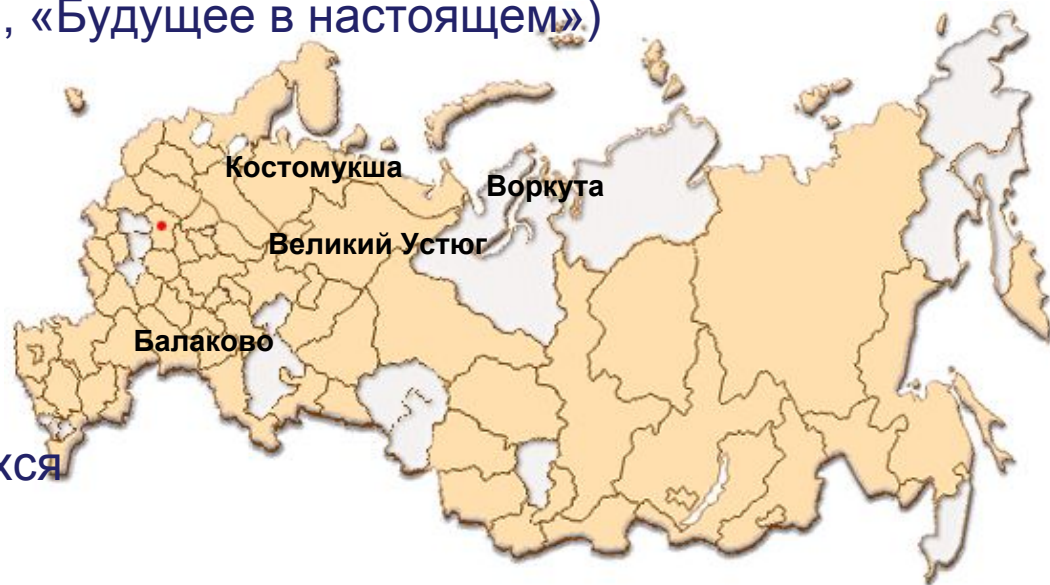 , «Будущее в настоящем»)
Костомукша
Воркута
Великий Устюг
Балаково
хся